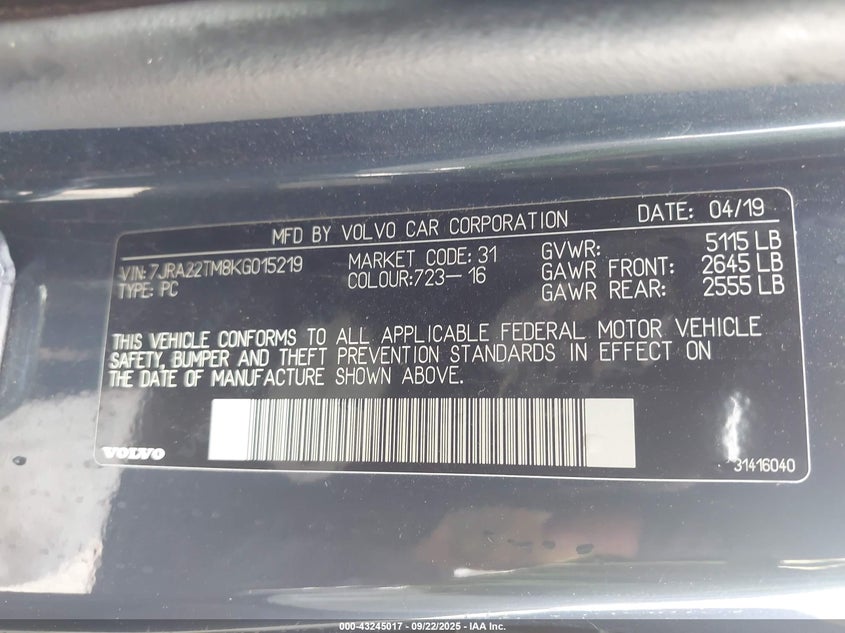 MFD BY VOLVO CAR CORPORATION DATE: 04/19
VIN: 7JRA22TM8KG015219 MARKET CODE: 31 GVWR: 5115 LB
TYPE: PC COLOUR:723-16 GAWR FRONT: 2645 LB
GAWR REAR: 2555 LB
THIS VEHICLE CONFORMS TO ALL APPLICABLE FEDERAL MOTOR VEHICLE
SAFETY, BUMPER AND THEFT PREVENTION STANDARDS IN EFFECT ON
THE DATE OF MANUFACTURE SHOWN ABOVE.
VOLVO
31416040
000-43245017 - 09/22/2025 - IAA Inc.